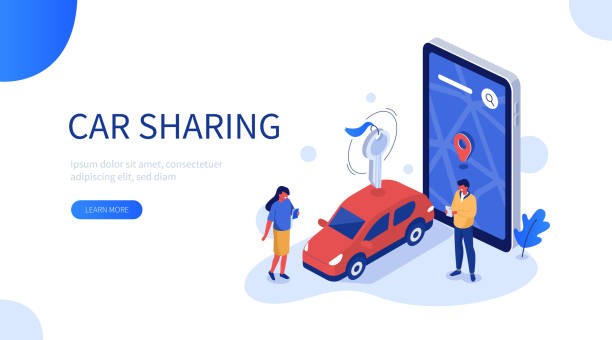 CAR SHARING
Ipsum dolor sit amet, consectetuer
adipiscing elit, sed diam
LEARN MORE